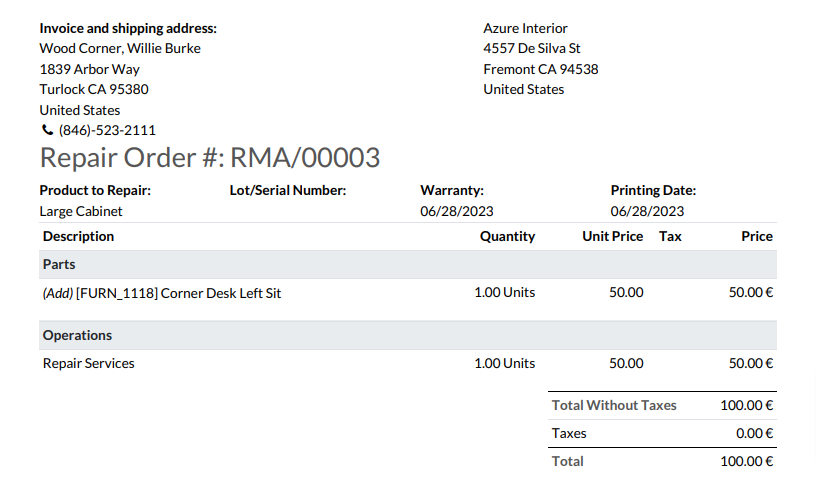 Invoice and shipping address:
Wood Corner, Willie Burke
1839 Arbor Way
Turlock CA 95380
United States
(846)-523-2111
Azure Interior
4557 De Silva St
Fremont CA 94538
United States
Repair Order #: RMA/00003
Product to Repair: Lot/Serial Number: Warranty: Printing Date:
Large Cabinet 06/28/2023 06/28/2023
Description Quantity Unit Price Tax Price
Parts
(Add) [FURN_1118] Corner Desk Left Sit 1.00 Units 50.00 50.00 €
Operations
Repair Services 1.00 Units 50.00 50.00 €
Total Without Taxes 100.00 €
Taxes 0.00 €
Total 100.00 €